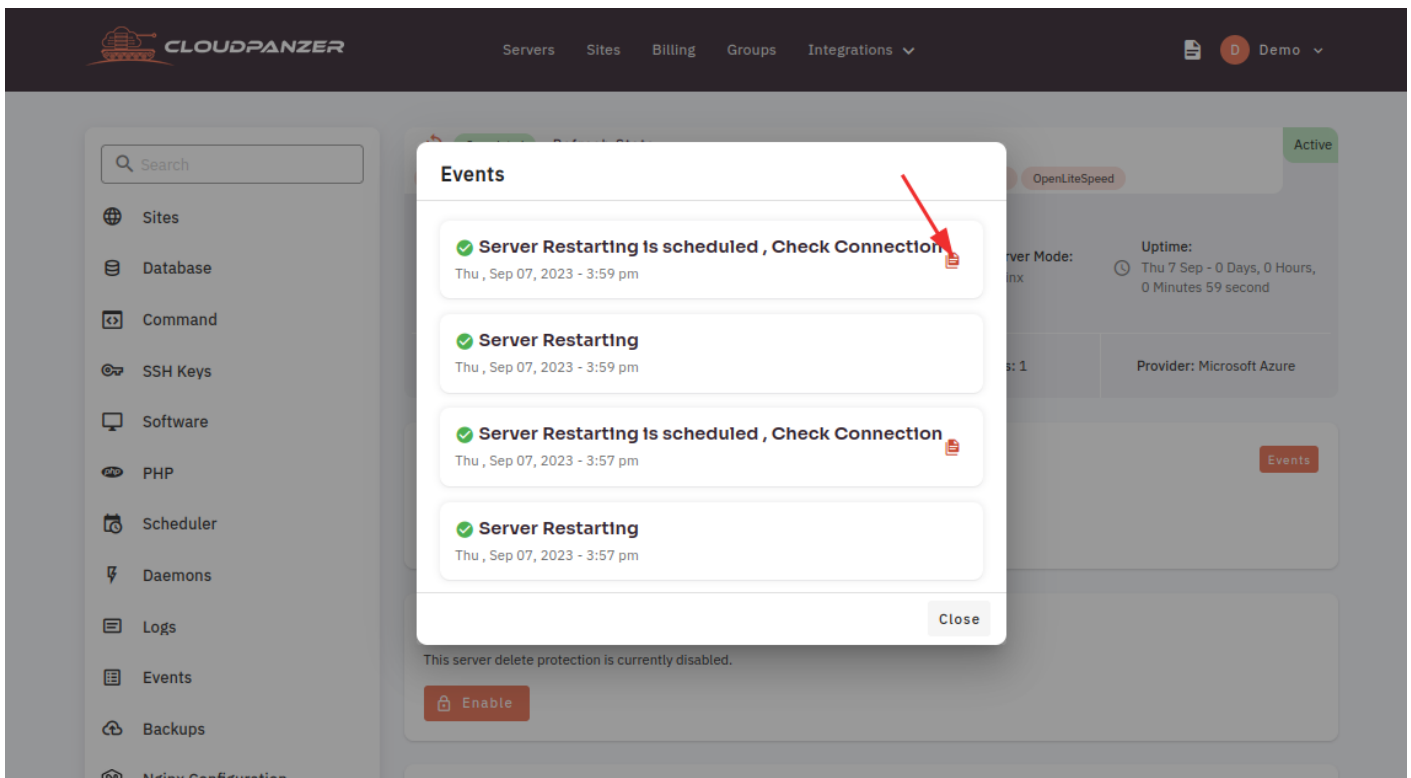 CLOUDPANZER
Servers Sites Billing Groups Integrations
D Demo
Search
Sites
Database
Command
SSH Keys
Software
php PHP
Scheduler
Daemons
Logs
Events
Backups
Nginx Configuration
Active
OpenLiteSpeed
rver Mode:
inx
Uptime:
Thu 7 Sep - 0 Days, 0 Hours,
0 Minutes 59 second
s: 1
Provider: Microsoft Azure
Events
Events
Server Restarting is scheduled , Check Connection
Thu , Sep 07, 2023 - 3:59 pm
Server Restarting
Thu , Sep 07, 2023 - 3:59 pm
Server Restarting is scheduled , Check Connection
Thu , Sep 07, 2023 - 3:57 pm
Server Restarting
Thu , Sep 07, 2023 - 3:57 pm
Close
This server delete protection is currently disabled.
Enable